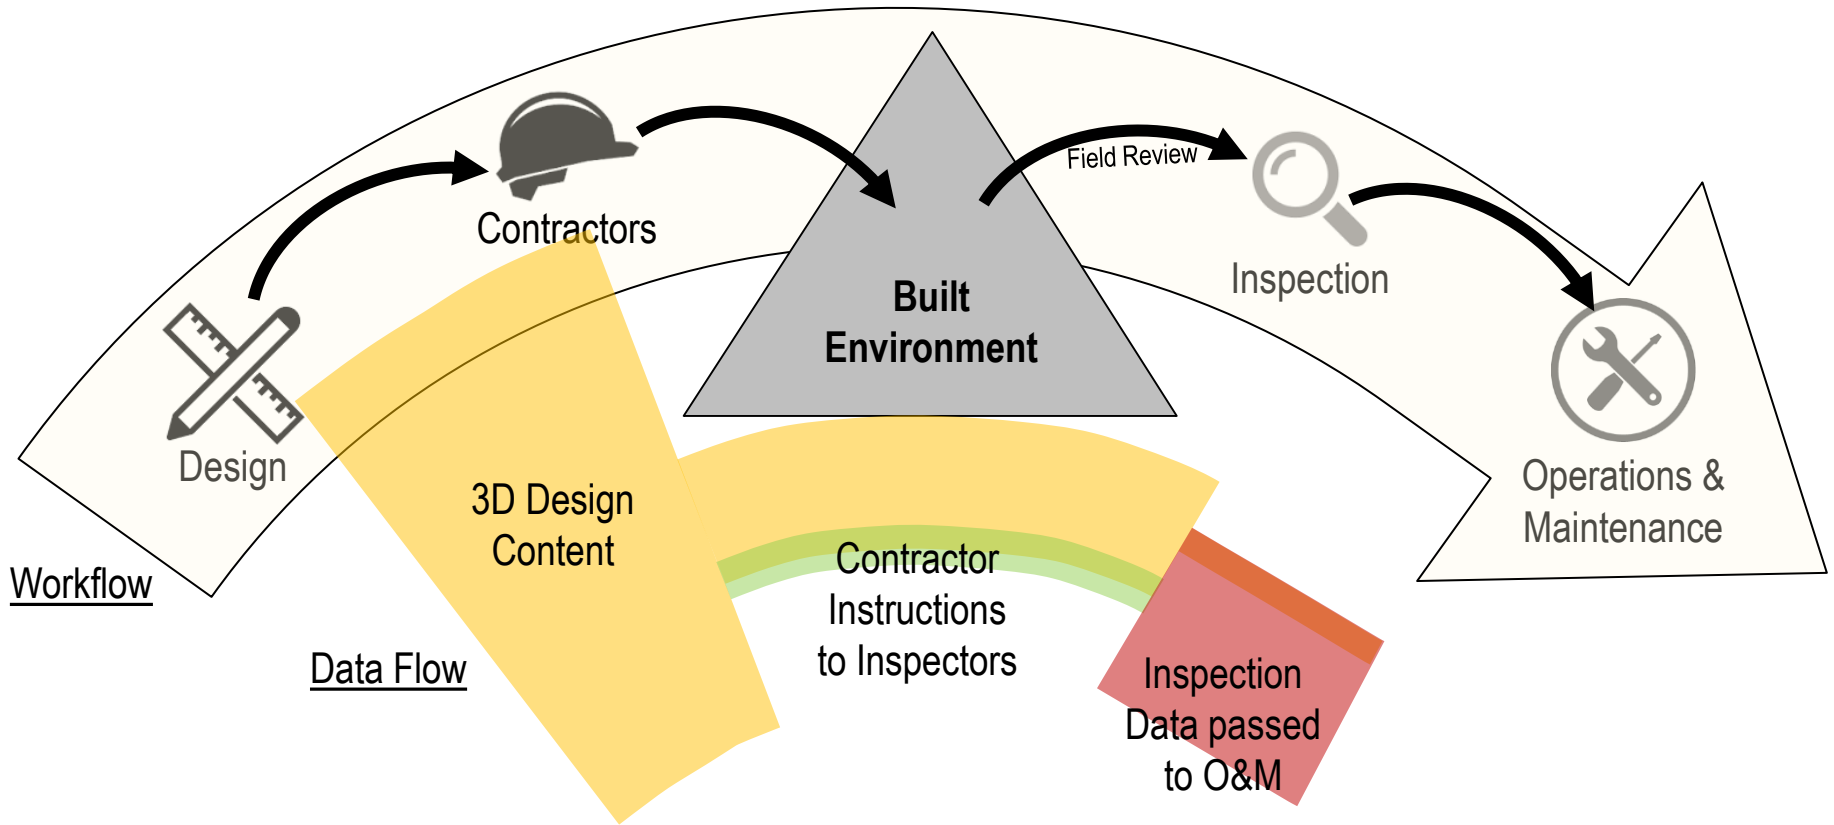 Field Review
Contractors
Inspection
Built
Environment
Design
Operations &
Maintenance
3D Design
Content
Workflow
Contractor
Instructions
to Inspectors
Data Flow
Inspection
Data passed
to O&M